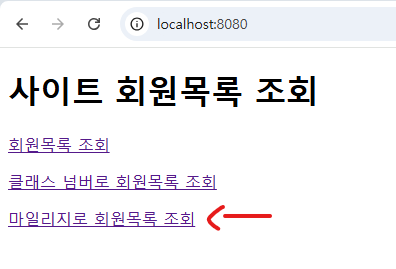 localhost:8080
사이트 회원목록 조회
회원목록 조회
클래스 넘버로 회원목록 조회
마일리지로 회원목록 조회